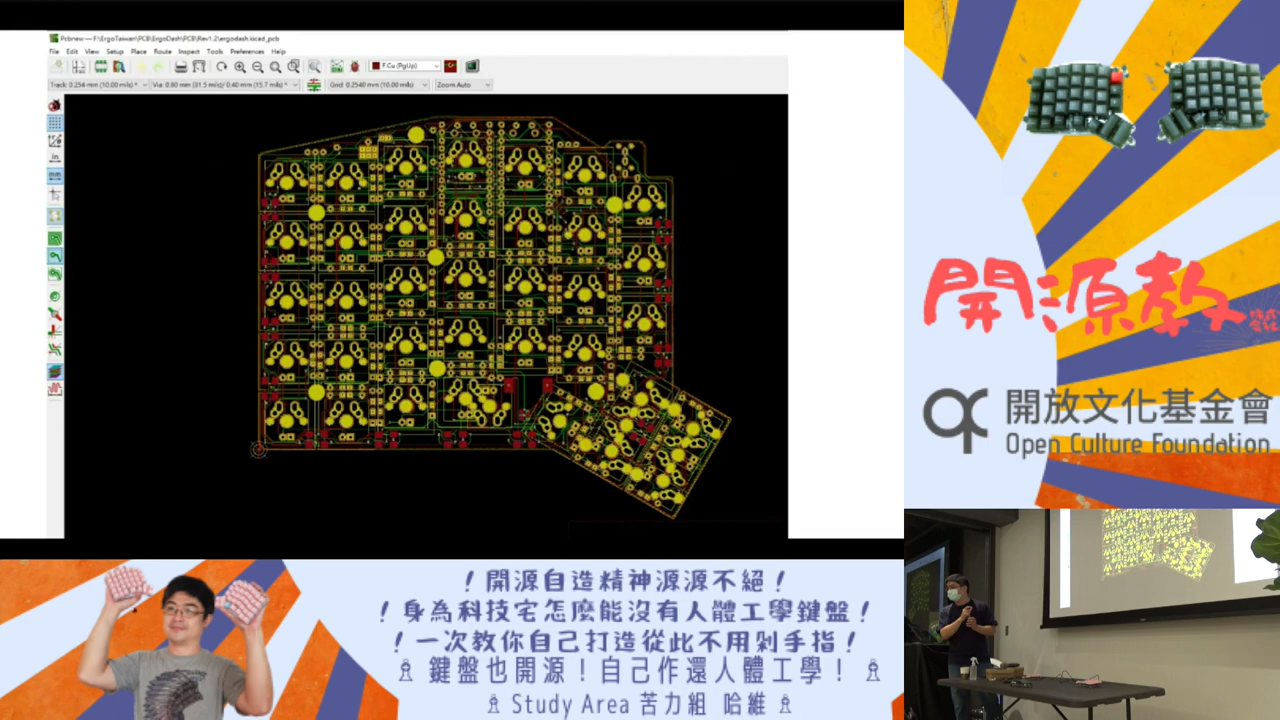 Pcbnew — F:\ErgoTaiwan\PCB\ErgoDash\PCB\Rev1.2\ergodash.kicad_pcb
File Edit View Setup Place Route Inspect Tools Preferences Help
F.Cu (PgUp)
Track: 0.254 mm (10.00 mils) * Via: 0.80 mm (31.5 mils)/ 0.40 mm (15.7 mils) * Grid: 0.2540 mm (10.00 mils) Zoom Auto
in
mm
開源教
株式会社
開放文化基金會
Open Culture Foundation
！開源自造精神源源不絕！
！身為科技宅怎麼能沒有人體工學鍵盤！
！一次教你自己打造從此不用剁手指！
鍵盤也開源！自己作還人體工學！
Study Area 苦力組 哈維